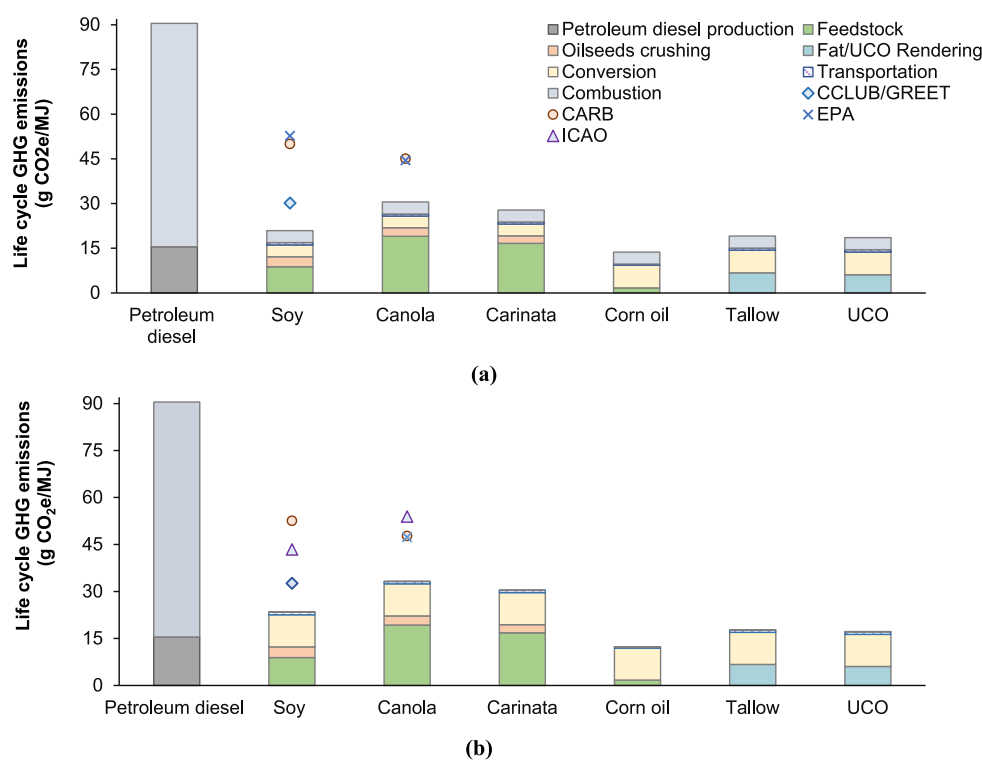 Life cycle GHG emissions
(g CO2e/MJ)
90
75
60
45
30
15
0
Petroleum diesel production
Feedstock
Oilseeds crushing
Fat/UCO Rendering
Conversion
Transportation
Combustion
CCLUB/GREET
CARB
EPA
ICAO
Petroleum
diesel
Soy
Canola
Carinata
Corn oil
Tallow
UCO
(a)
Life cycle GHG emissions
(g CO₂e/MJ)
90
75
60
45
30
15
0
Petroleum diesel
Soy
Canola
Carinata
Corn oil
Tallow
UCO
(b)